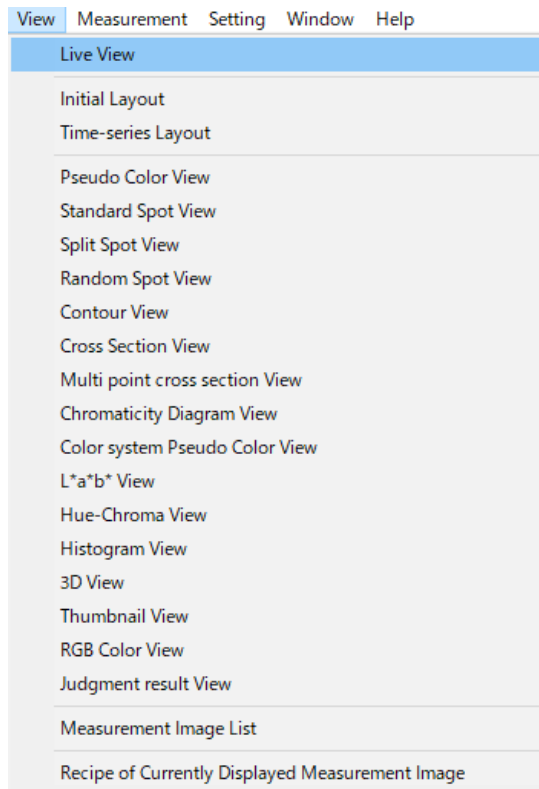 View Measurement Setting Window Help
Live View
Initial Layout
Time-series Layout
Pseudo Color View
Standard Spot View
Split Spot View
Random Spot View
Contour View
Cross Section View
Multi point cross section View
Chromaticity Diagram View
Color system Pseudo Color View
L*a*b* View
Hue-Chroma View
Histogram View
3D View
Thumbnail View
RGB Color View
Judgment result View
Measurement Image List
Recipe of Currently Displayed Measurement Image